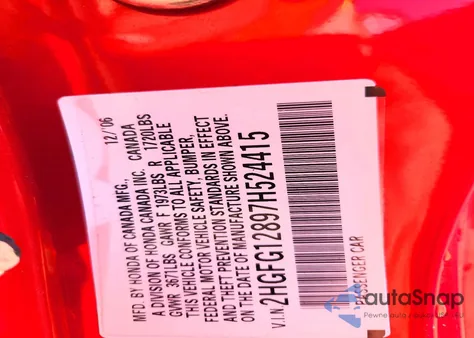 MFD. BY HONDA OF CANADA MFG., 12/06
A DIVISION OF HONDA CANADA INC. CANADA
GVWR 3671LBS GAWR F 1973LBS R 1720LBS
THIS VEHICLE CONFORMS TO ALL APPLICABLE
FEDERAL MOTOR VEHICLE SAFETY, BUMPER,
AND THEFT PREVENTION STANDARDS IN EFFECT
ON THE DATE OF MANUFACTURE SHOWN ABOVE.
V.I.N. 2HGFG12897H524415
PASSENGER CAR
autaSnap
Pewne auta